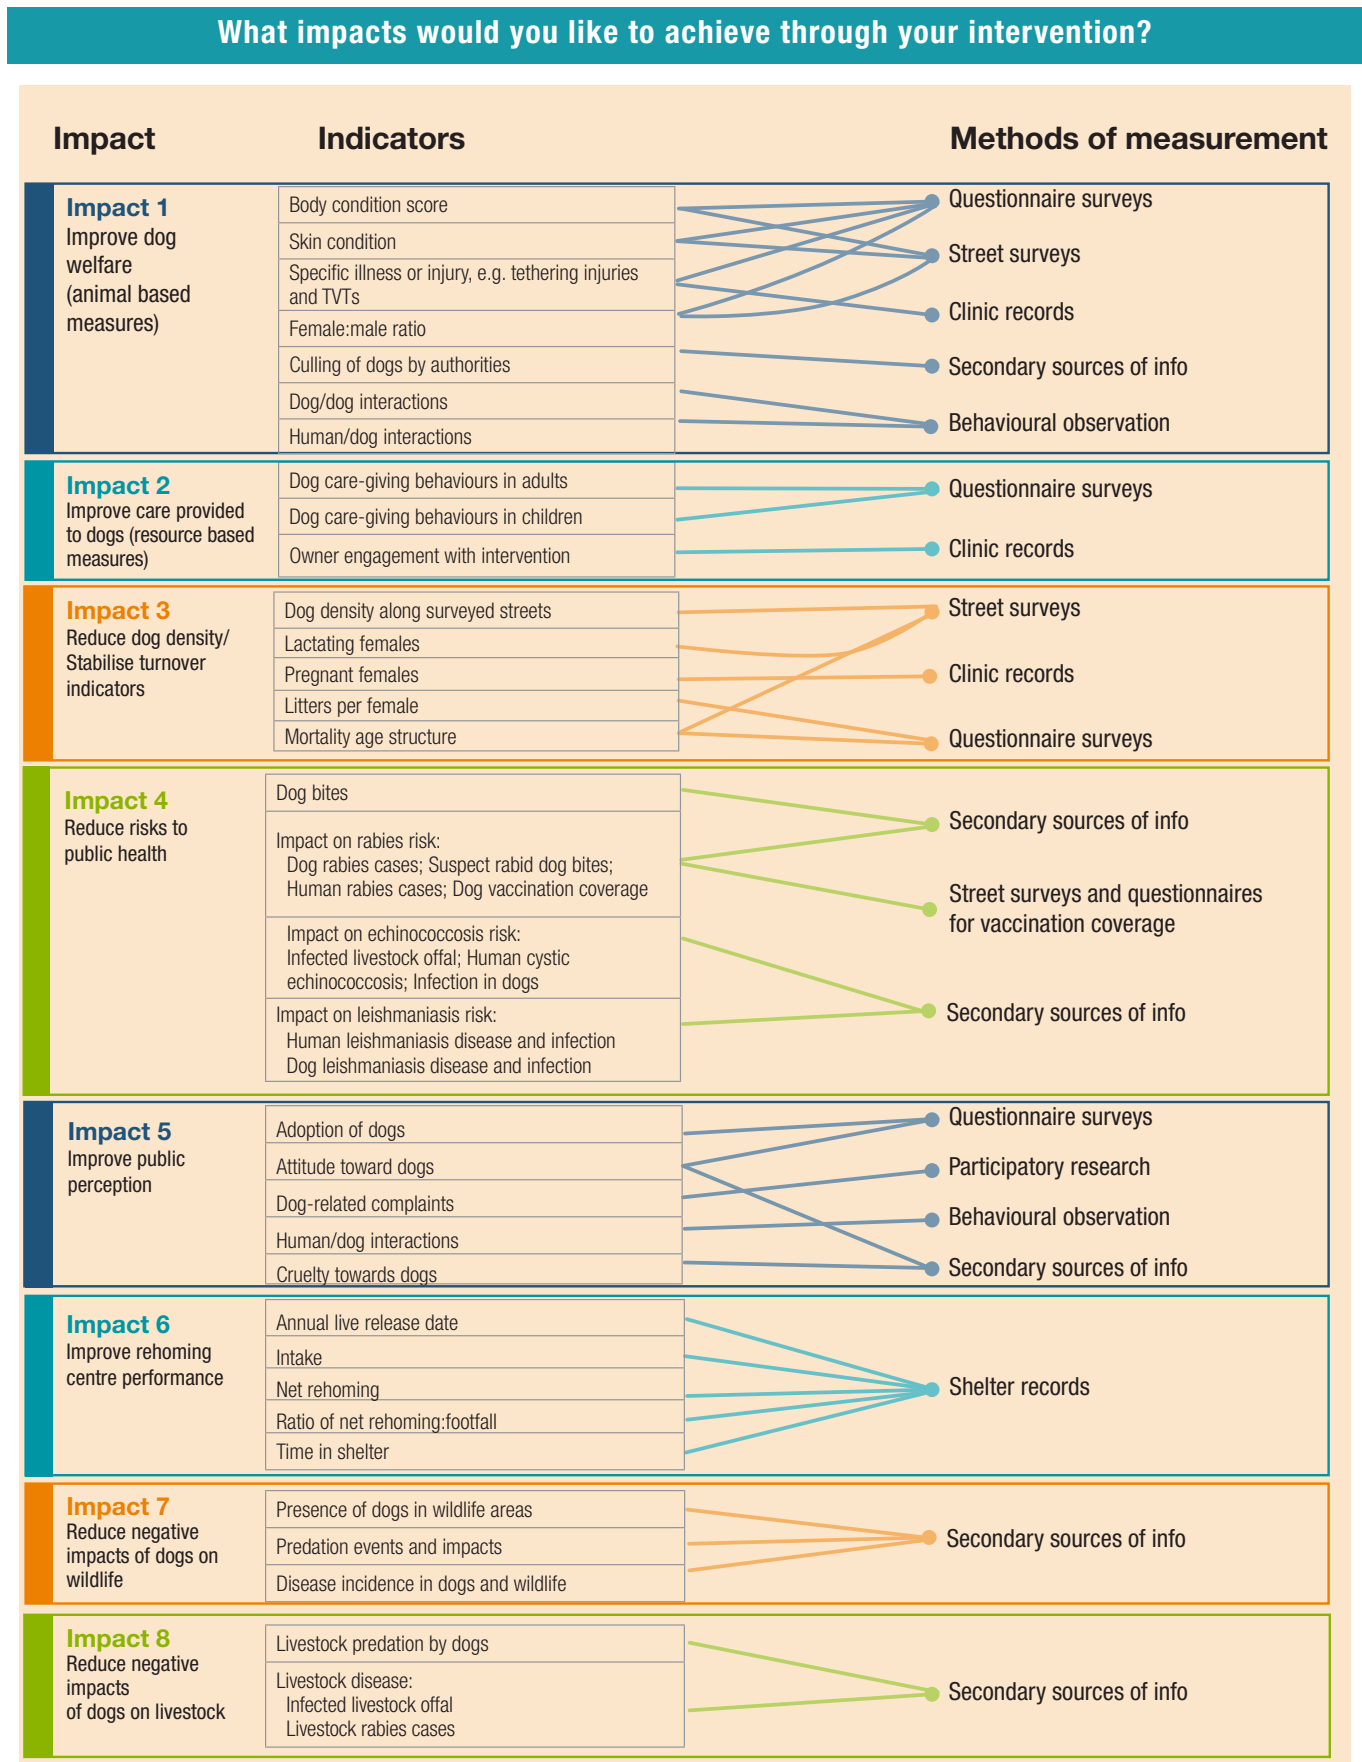 What impacts would you like to achieve through your intervention?
Impact
Indicators
Methods of measurement
Impact 1
Improve dog
welfare
(animal based
measures)
Body condition score
Skin condition
Specific illness or injury, e.g. tethering injuries
and TVTs
Female:male ratio
Culling of dogs by authorities
Dog/dog interactions
Human/dog interactions
Questionnaire surveys
Street surveys
Clinic records
Secondary sources of info
Behavioural observation
Impact 2
Improve care provided
to dogs (resource based
measures)
Dog care-giving behaviours in adults
Dog care-giving behaviours in children
Owner engagement with intervention
Questionnaire surveys
Clinic records
Impact 3
Reduce dog density/
Stabilise turnover
indicators
Dog density along surveyed streets
Lactating females
Pregnant females
Litters per female
Mortality age structure
Street surveys
Clinic records
Questionnaire surveys
Impact 4
Reduce risks to
public health
Dog bites
Impact on rabies risk:
Dog rabies cases; Suspect rabid dog bites;
Human rabies cases; Dog vaccination coverage
Impact on echinococcosis risk:
Infected livestock offal; Human cystic
echinococcosis; Infection in dogs
Impact on leishmaniasis risk:
Human leishmaniasis disease and infection
Dog leishmaniasis disease and infection
Secondary sources of info
Street surveys and questionnaires
for vaccination coverage
Secondary sources of info
Impact 5
Improve public
perception
Adoption of dogs
Attitude toward dogs
Dog-related complaints
Human/dog interactions
Cruelty towards dogs
Questionnaire surveys
Participatory research
Behavioural observation
Secondary sources of info
Impact 6
Improve rehoming
centre performance
Annual live release date
Intake
Net rehoming
Ratio of net rehoming:footfall
Time in shelter
Shelter records
Impact 7
Reduce negative
impacts of dogs on
wildlife
Presence of dogs in wildlife areas
Predation events and impacts
Disease incidence in dogs and wildlife
Secondary sources of info
Impact 8
Reduce negative
impacts
of dogs on livestock
Livestock predation by dogs
Livestock disease:
Infected livestock offal
Livestock rabies cases
Secondary sources of info